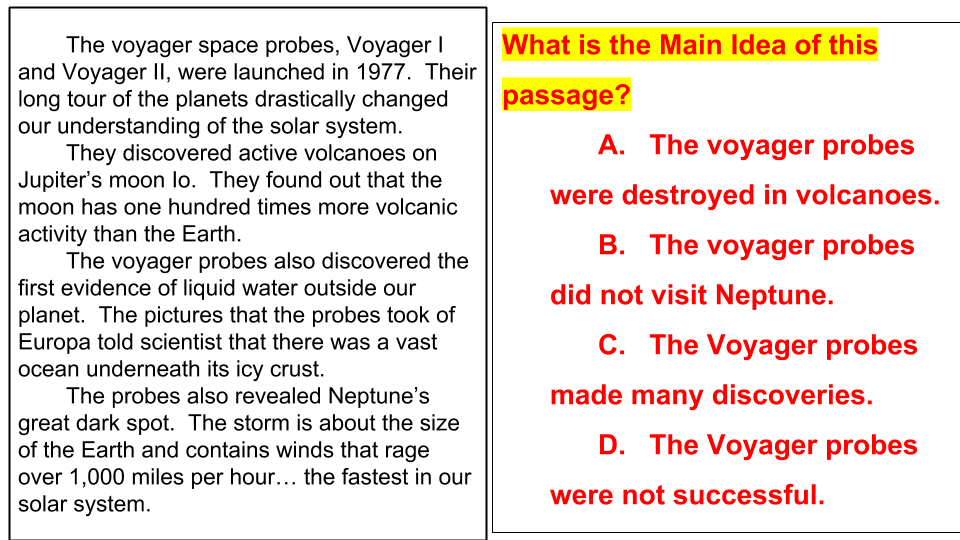 The voyager space probes, Voyager I
and Voyager II, were launched in 1977.  Their
long tour of the planets drastically changed
our understanding of the solar system.
They discovered active volcanoes on
Jupiter’s moon Io.  They found out that the
moon has one hundred times more volcanic
activity than the Earth.
The voyager probes also discovered the
first evidence of liquid water outside our
planet.  The pictures that the probes took of
Europa told scientist that there was a vast
ocean underneath its icy crust.
The probes also revealed Neptune’s
great dark spot.  The storm is about the size
of the Earth and contains winds that rage
over 1,000 miles per hour… the fastest in our
solar system.
What is the Main Idea of this
passage?
A. The voyager probes
were destroyed in volcanoes.
B. The voyager probes
did not visit Neptune.
C. The Voyager probes
made many discoveries.
D. The Voyager probes
were not successful.